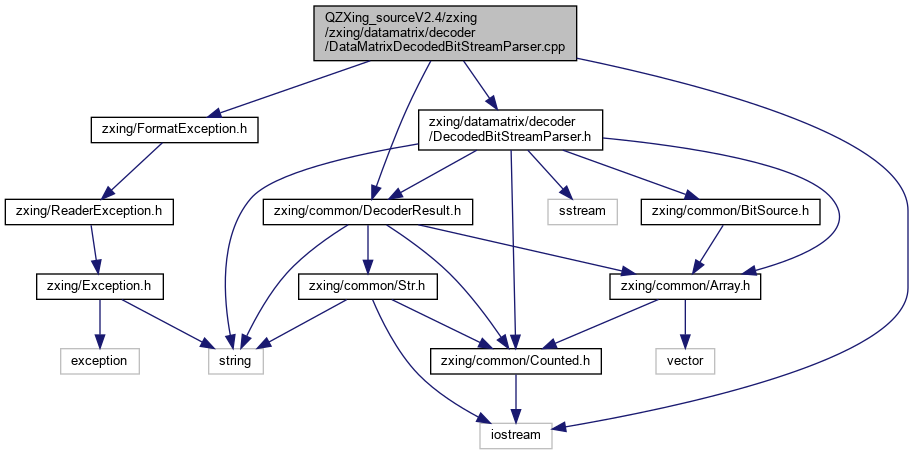 QZXing_sourceV2.4/zxing
/zxing/datamatrix/decoder
/DataMatrixDecodedBitStreamParser.cpp
zxing/FormatException.h
zxing/datamatrix/decoder
/DecodedBitStreamParser.h
zxing/ReaderException.h
zxing/common/DecoderResult.h
sstream
zxing/common/BitSource.h
zxing/Exception.h
zxing/common/Str.h
zxing/common/Array.h
exception
string
zxing/common/Counted.h
vector
iostream